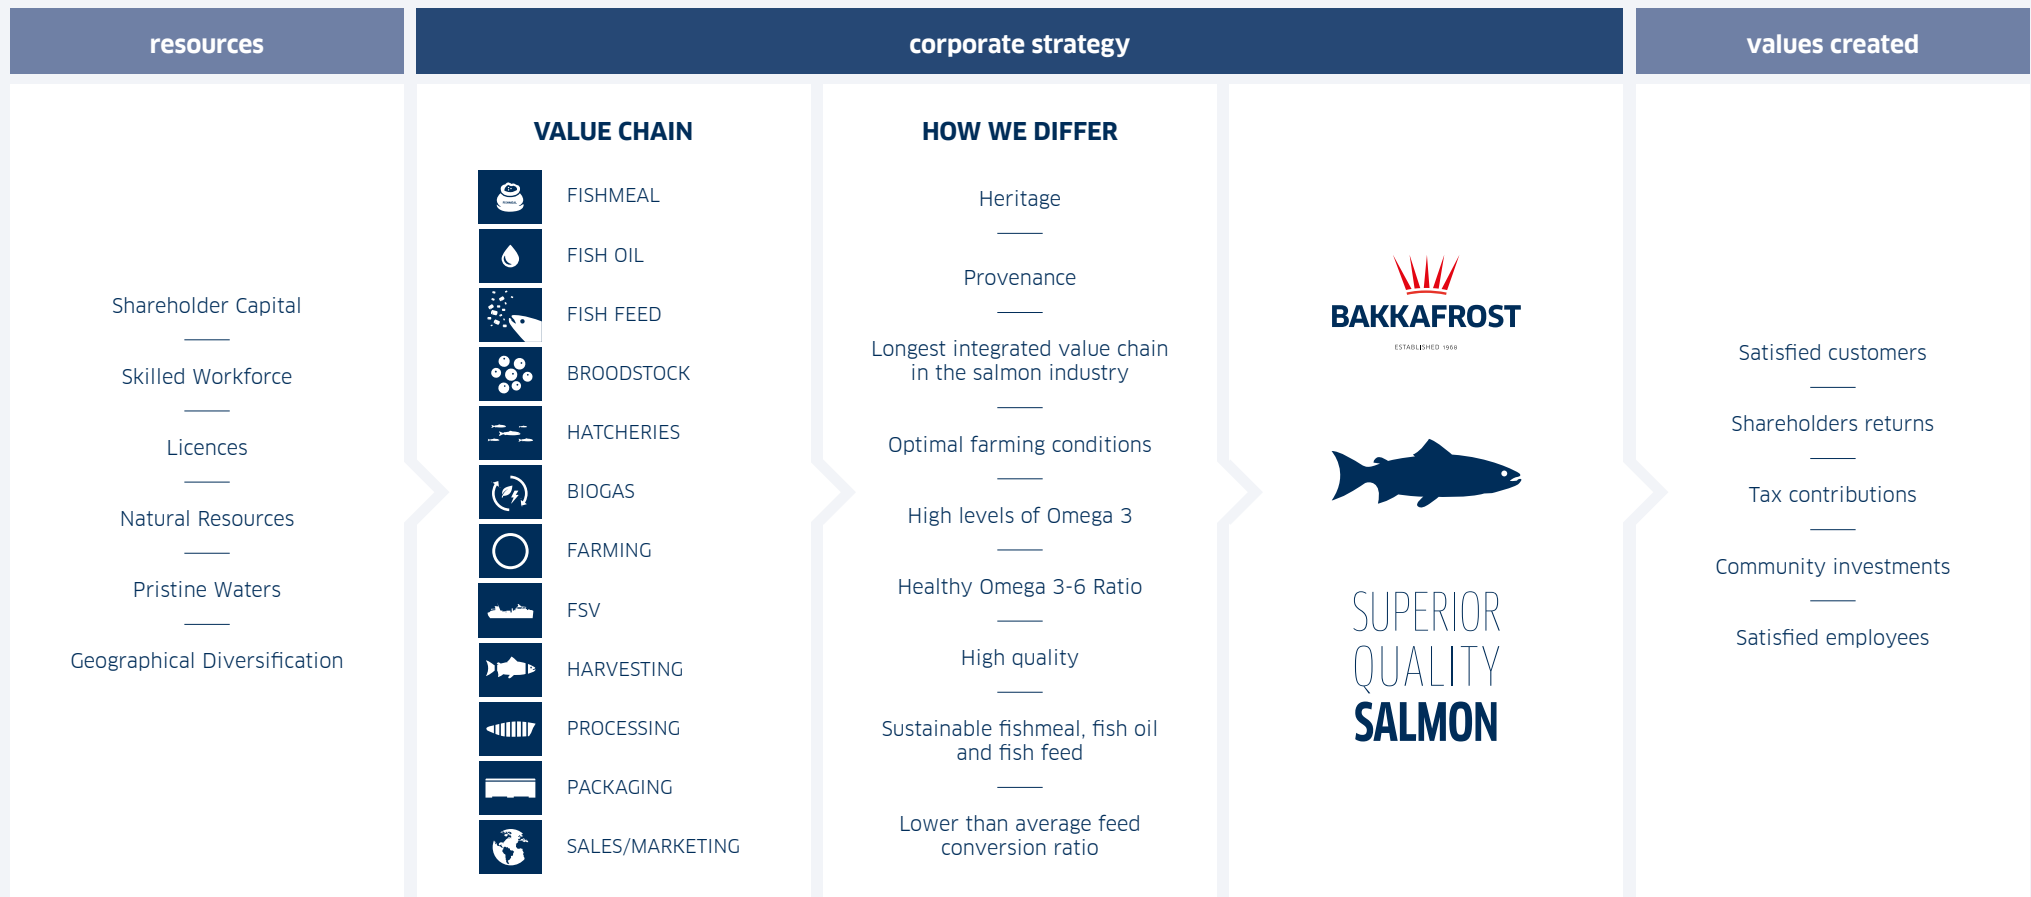 resources
corporate strategy
values created
Shareholder Capital
Skilled Workforce
Licences
Natural Resources
Pristine Waters
Geographical Diversification
VALUE CHAIN
FISHMEAL
FISH OIL
FISH FEED
BROODSTOCK
HATCHERIES
BIOGAS
FARMING
FSV
HARVESTING
PROCESSING
PACKAGING
SALES/MARKETING
HOW WE DIFFER
Heritage
Provenance
Longest integrated value chain
in the salmon industry
Optimal farming conditions
High levels of Omega 3
Healthy Omega 3-6 Ratio
High quality
Sustainable fishmeal, fish oil
and fish feed
Lower than average feed
conversion ratio
BAKKAFROST
ESTABLISHED 1968
SUPERIOR
QUALITY
SALMON
Satisfied customers
Shareholders returns
Tax contributions
Community investments
Satisfied employees